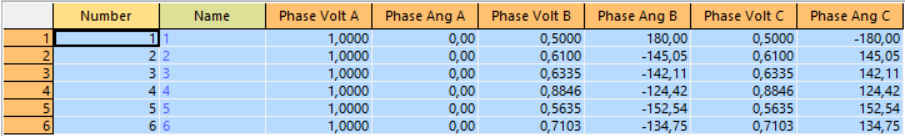 Number Name Phase Volt A Phase Ang A Phase Volt B Phase Ang B Phase Volt C Phase Ang C
1 1 1 1,0000 0,00 0,5000 180,00 0,5000 -180,00
2 2 2 1,0000 0,00 0,6100 -145,05 0,6100 145,05
3 3 3 1,0000 0,00 0,6335 -142,11 0,6335 142,11
4 4 4 1,0000 0,00 0,8846 -124,42 0,8846 124,42
5 5 5 1,0000 0,00 0,5635 -152,54 0,5635 152,54
6 6 6 1,0000 0,00 0,7103 -134,75 0,7103 134,75